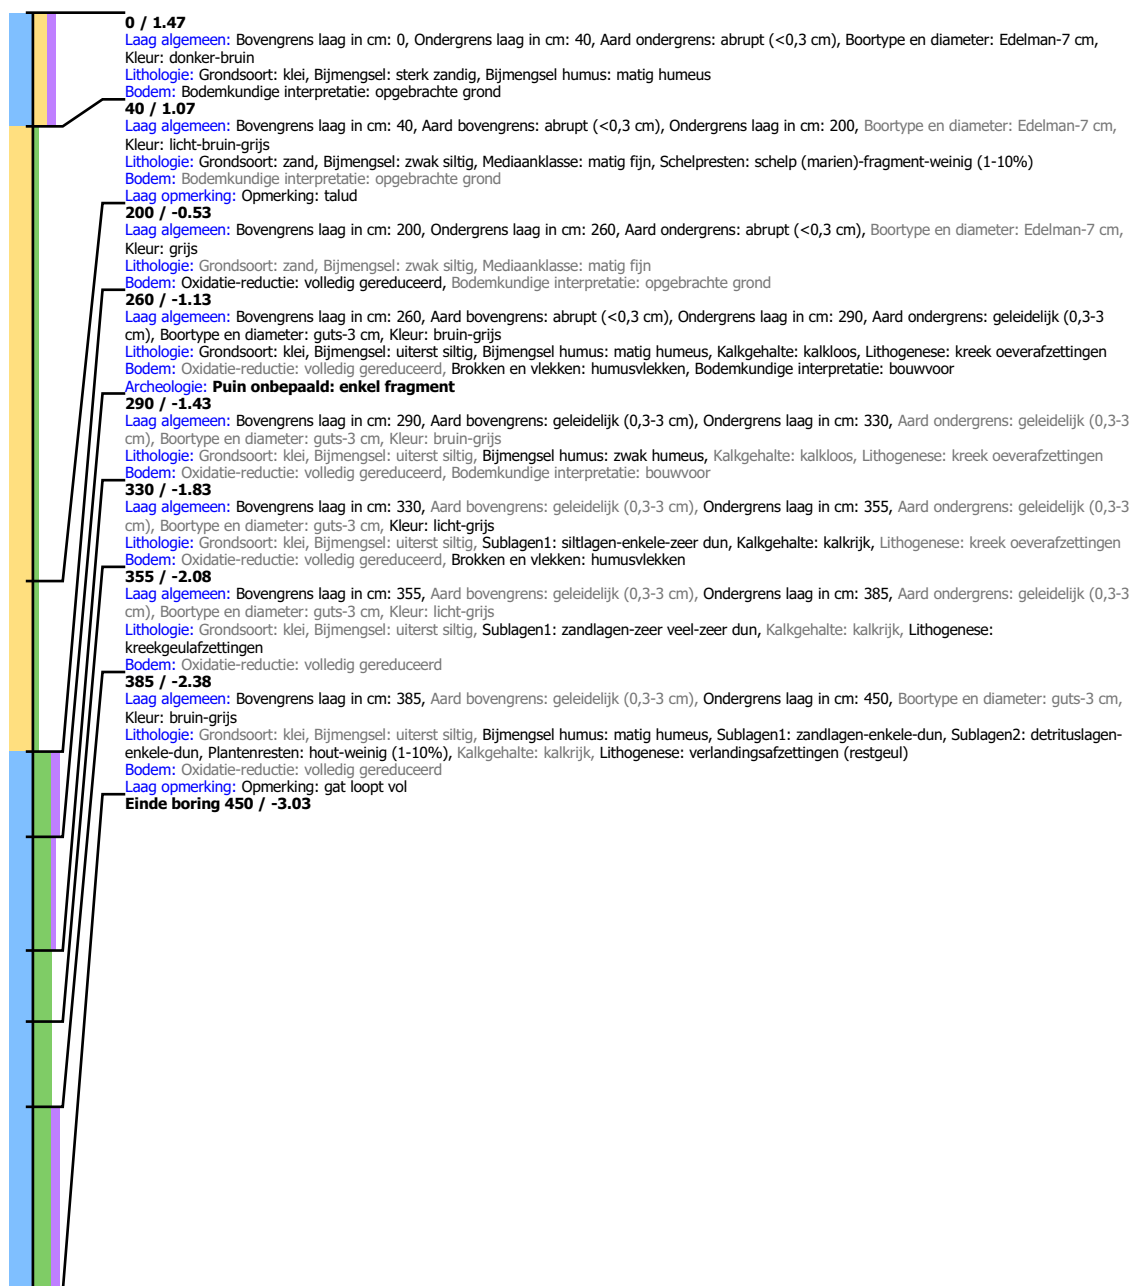 0 / 1.47
Laag algemeen: Bovengrens laag in cm: 0, Ondergrens laag in cm: 40, Aard ondergrens: abrupt (<0,3 cm), Boortype en diameter: Edelman-7 cm,
Kleur: donker-bruin
Lithologie: Grondsoort: klei, Bijmengsel: sterk zandig, Bijmengsel humus: matig humeus
Bodem: Bodemkundige interpretatie: opgebrachte grond
40 / 1.07
Laag algemeen: Bovengrens laag in cm: 40, Aard bovengrens: abrupt (<0,3 cm), Ondergrens laag in cm: 200, Boortype en diameter: Edelman-7 cm,
Kleur: licht-bruin-grijs
Lithologie: Grondsoort: zand, Bijmengsel: zwak siltig, Mediaanklasse: matig fijn, Schelpresten: schelp (marien)-fragment-weinig (1-10%)
Bodem: Bodemkundige interpretatie: opgebrachte grond
Laag opmerking: Opmerking: talud
200 / -0.53
Laag algemeen: Bovengrens laag in cm: 200, Ondergrens laag in cm: 260, Aard ondergrens: abrupt (<0,3 cm), Boortype en diameter: Edelman-7 cm,
Kleur: grijs
Lithologie: Grondsoort: zand, Bijmengsel: zwak siltig, Mediaanklasse: matig fijn
Bodem: Oxidatie-reductie: volledig gereduceerd, Bodemkundige interpretatie: opgebrachte grond
260 / -1.13
Laag algemeen: Bovengrens laag in cm: 260, Aard bovengrens: abrupt (<0,3 cm), Ondergrens laag in cm: 290, Aard ondergrens: geleidelijk (0,3-3
cm), Boortype en diameter: guts-3 cm, Kleur: bruin-grijs
Lithologie: Grondsoort: klei, Bijmengsel: uiterst siltig, Bijmengsel humus: matig humeus, Kalkgehalte: kalkloos, Lithogenese: kreek oeverafzettingen
Bodem: Oxidatie-reductie: volledig gereduceerd, Brokken en vlekken: humusvlekken, Bodemkundige interpretatie: bouwvoor
Archeologie: Puin onbepaald: enkel fragment
290 / -1.43
Laag algemeen: Bovengrens laag in cm: 290, Aard bovengrens: geleidelijk (0,3-3 cm), Ondergrens laag in cm: 330, Aard ondergrens: geleidelijk (0,3-3
cm), Boortype en diameter: guts-3 cm, Kleur: bruin-grijs
Lithologie: Grondsoort: klei, Bijmengsel: uiterst siltig, Bijmengsel humus: zwak humeus, Kalkgehalte: kalkloos, Lithogenese: kreek oeverafzettingen
Bodem: Oxidatie-reductie: volledig gereduceerd, Bodemkundige interpretatie: bouwvoor
330 / -1.83
Laag algemeen: Bovengrens laag in cm: 330, Aard bovengrens: geleidelijk (0,3-3 cm), Ondergrens laag in cm: 355, Aard ondergrens: geleidelijk (0,3-3
cm), Boortype en diameter: guts-3 cm, Kleur: licht-grijs
Lithologie: Grondsoort: klei, Bijmengsel: uiterst siltig, Sublagen1: siltlagen-enkele-zeer dun, Kalkgehalte: kalkrijk, Lithogenese: kreek oeverafzettingen
Bodem: Oxidatie-reductie: volledig gereduceerd, Brokken en vlekken: humusvlekken
355 / -2.08
Laag algemeen: Bovengrens laag in cm: 355, Aard bovengrens: geleidelijk (0,3-3 cm), Ondergrens laag in cm: 385, Aard ondergrens: geleidelijk (0,3-3
cm), Boortype en diameter: guts-3 cm, Kleur: licht-grijs
Lithologie: Grondsoort: klei, Bijmengsel: uiterst siltig, Sublagen1: zandlagen-zeer veel-zeer dun, Kalkgehalte: kalkrijk, Lithogenese:
kreekgeulafzettingen
Bodem: Oxidatie-reductie: volledig gereduceerd
385 / -2.38
Laag algemeen: Bovengrens laag in cm: 385, Aard bovengrens: geleidelijk (0,3-3 cm), Ondergrens laag in cm: 450, Boortype en diameter: guts-3 cm,
Kleur: bruin-grijs
Lithologie: Grondsoort: klei, Bijmengsel: uiterst siltig, Bijmengsel humus: matig humeus, Sublagen1: zandlagen-enkele-dun, Sublagen2: detrituslagen-
enkele-dun, Plantenresten: hout-weinig (1-10%), Kalkgehalte: kalkrijk, Lithogenese: verlandingsafzettingen (restgeul)
Bodem: Oxidatie-reductie: volledig gereduceerd
Laag opmerking: Opmerking: gat loopt vol
Einde boring 450 / -3.03